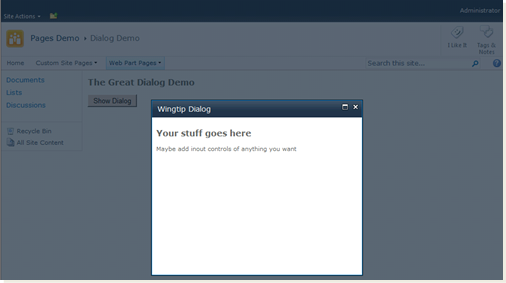 Administrator
Site Actions
Pages Demo ▸ Dialog Demo
I Like It
Tags &
Notes
Home Custom Site Pages Web Part Pages Search this site...
Documents
Lists
Discussions
Recycle Bin
All Site Content
The Great Dialog Demo
Show Dialog
Wingtip Dialog
Your stuff goes here
Maybe add inout controls of anything you want